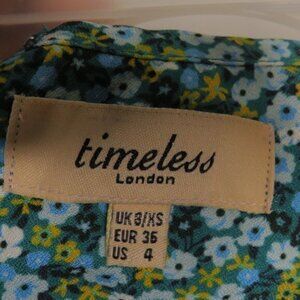 timeless
London
UK 8/XS
EUR 36
US 4